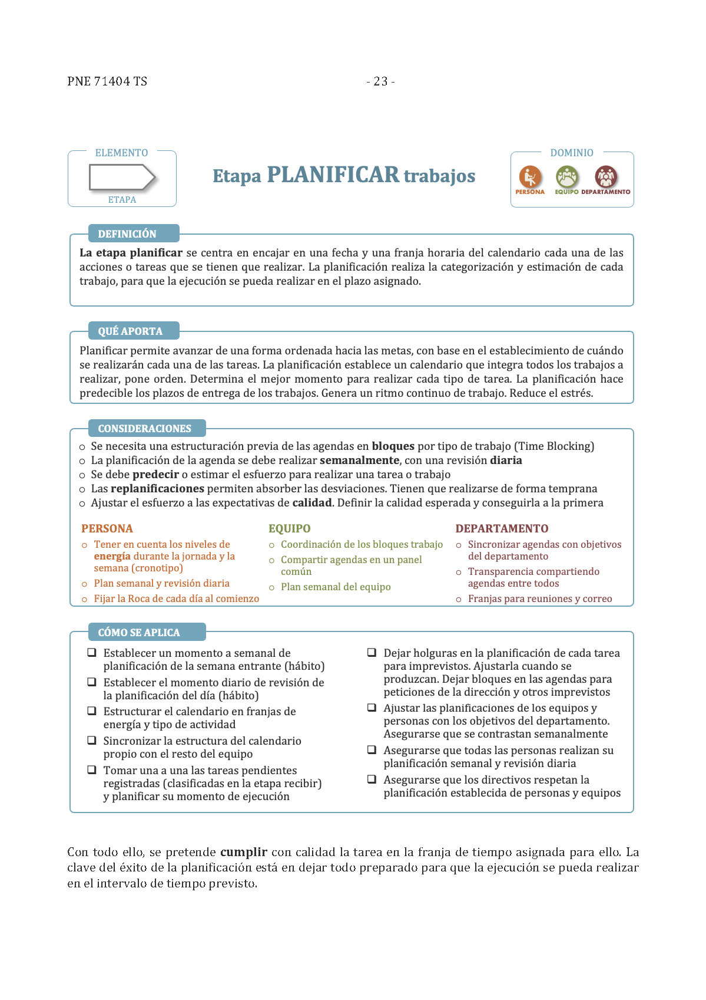 PNE 71404 TS
- 23 -
ELEMENTO
ETAPA
Etapa PLANIFICAR trabajos
DOMINIO
PERSONA EQUIPO DEPARTAMENTO
DEFINICIÓN
La etapa planificar se centra en encajar en una fecha y una franja horaria del calendario cada una de las
acciones o tareas que se tienen que realizar. La planificación realiza la categorización y estimación de cada
trabajo, para que la ejecución se pueda realizar en el plazo asignado.
QUÉ APORTA
Planificar permite avanzar de una forma ordenada hacia las metas, con base en el establecimiento de cuándo
se realizarán cada una de las tareas. La planificación establece un calendario que integra todos los trabajos a
realizar, pone orden. Determina el mejor momento para realizar cada tipo de tarea. La planificación hace
predecible los plazos de entrega de los trabajos. Genera un ritmo continuo de trabajo. Reduce el estrés.
CONSIDERACIONES
o Se necesita una estructuración previa de las agendas en bloques por tipo de trabajo (Time Blocking)
o La planificación de la agenda se debe realizar semanalmente, con una revisión diaria
o Se debe predecir o estimar el esfuerzo para realizar una tarea o trabajo
o Las replanificaciones permiten absorber las desviaciones. Tienen que realizarse de forma temprana
o Ajustar el esfuerzo a las expectativas de calidad. Definir la calidad esperada y conseguirla a la primera
PERSONA
o Tener en cuenta los niveles de
energía durante la jornada y la
semana (cronotipo)
o Plan semanal y revisión diaria
o Fijar la Roca de cada día al comienzo
EQUIPO
o Coordinación de los bloques trabajo
o Compartir agendas en un panel
común
o Plan semanal del equipo
DEPARTAMENTO
o Sincronizar agendas con objetivos
del departamento
o Transparencia compartiendo
agendas entre todos
o Franjas para reuniones y correo
CÓMO SE APLICA
❑ Establecer un momento a semanal de
planificación de la semana entrante (hábito)
❑ Establecer el momento diario de revisión de
la planificación del día (hábito)
❑ Estructurar el calendario en franjas de
energía y tipo de actividad
❑ Sincronizar la estructura del calendario
propio con el resto del equipo
❑ Tomar una a una las tareas pendientes
registradas (clasificadas en la etapa recibir)
y planificar su momento de ejecución
❑ Dejar holguras en la planificación de cada tarea
para imprevistos. Ajustarla cuando se
produzcan. Dejar bloques en las agendas para
peticiones de la dirección y otros imprevistos
❑ Ajustar las planificaciones de los equipos y
personas con los objetivos del departamento.
Asegurarse que se contrastan semanalmente
❑ Asegurarse que todas las personas realizan su
planificación semanal y revisión diaria
❑ Asegurarse que los directivos respetan la
planificación establecida de personas y equipos
Con todo ello, se pretende cumplir con calidad la tarea en la franja de tiempo asignada para ello. La
clave del éxito de la planificación está en dejar todo preparado para que la ejecución se pueda realizar
en el intervalo de tiempo previsto.